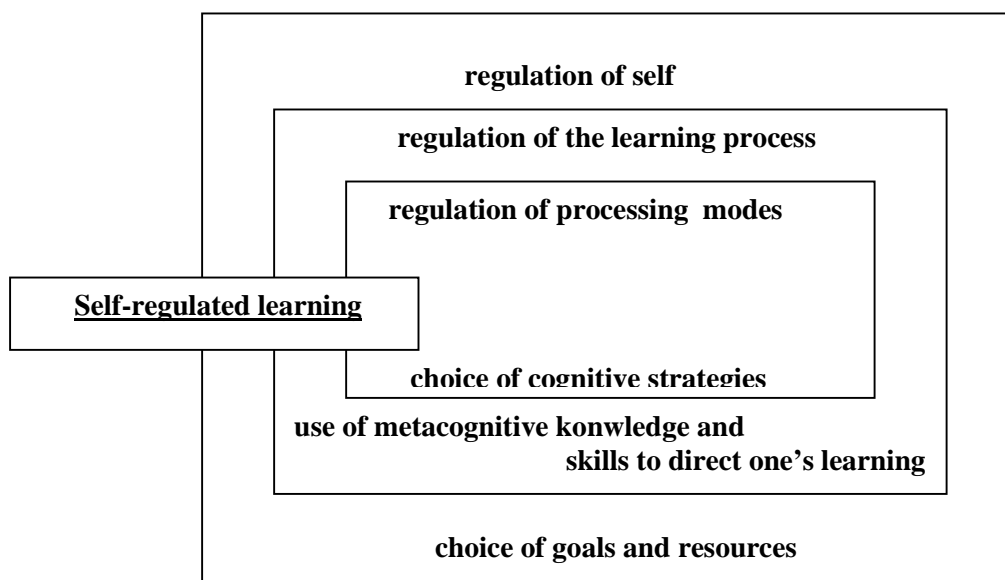 regulation of self
regulation of the learning process
regulation of processing modes
Self-regulated learning
choice of cognitive strategies
use of metacognitive konwledge and
skills to direct one’s learning
choice of goals and resources